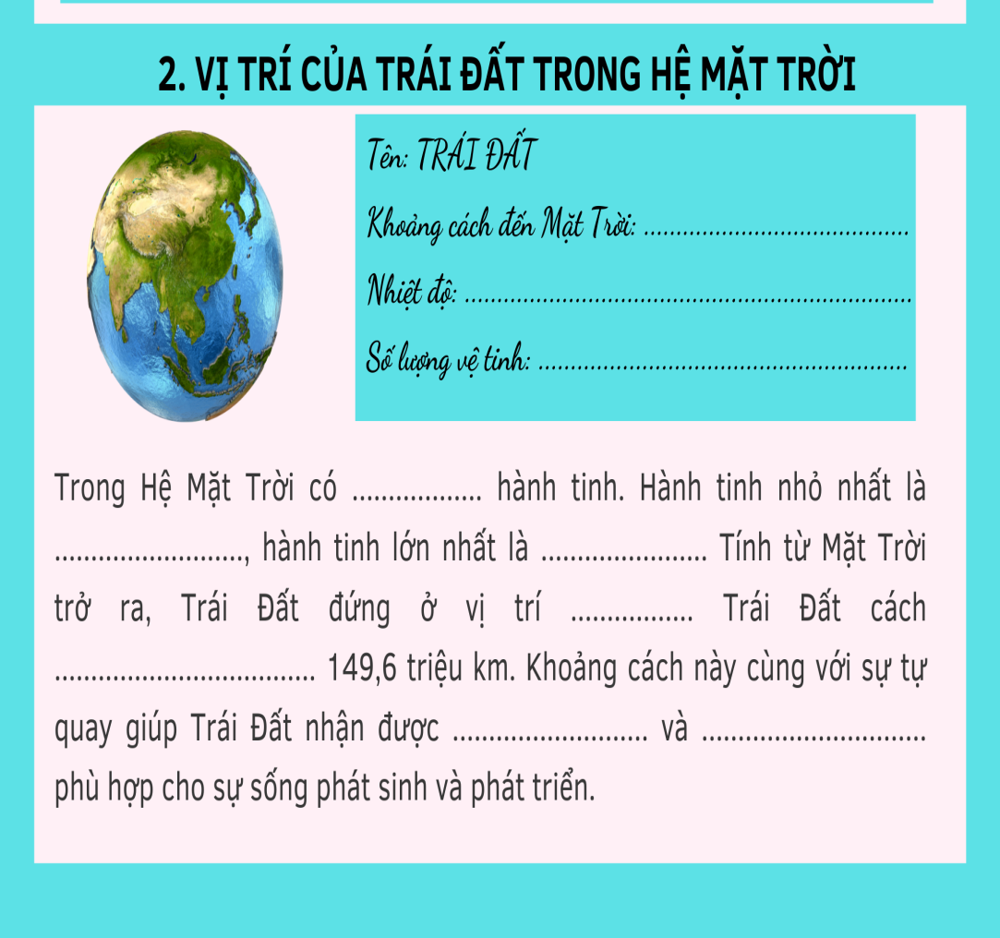 2. VỊ TRÍ CỦA TRÁI ĐẤT TRONG HỆ MẶT TRỜI
Tên: TRÁI ĐẤT
Khoảng cách đến Mặt Trời: ..........................................
Nhiệt độ: ......................................................................
Số lượng vệ tinh: ..........................................................
Trong Hệ Mặt Trời có .................. hành tinh. Hành tinh nhỏ nhất là
.........................., hành tinh lớn nhất là ....................... Tính từ Mặt Trời
trở ra, Trái Đất đứng ở vị trí ................. Trái Đất cách
.................................... 149,6 triệu km. Khoảng cách này cùng với sự tự
quay giúp Trái Đất nhận được ........................... và ...............................
phù hợp cho sự sống phát sinh và phát triển.